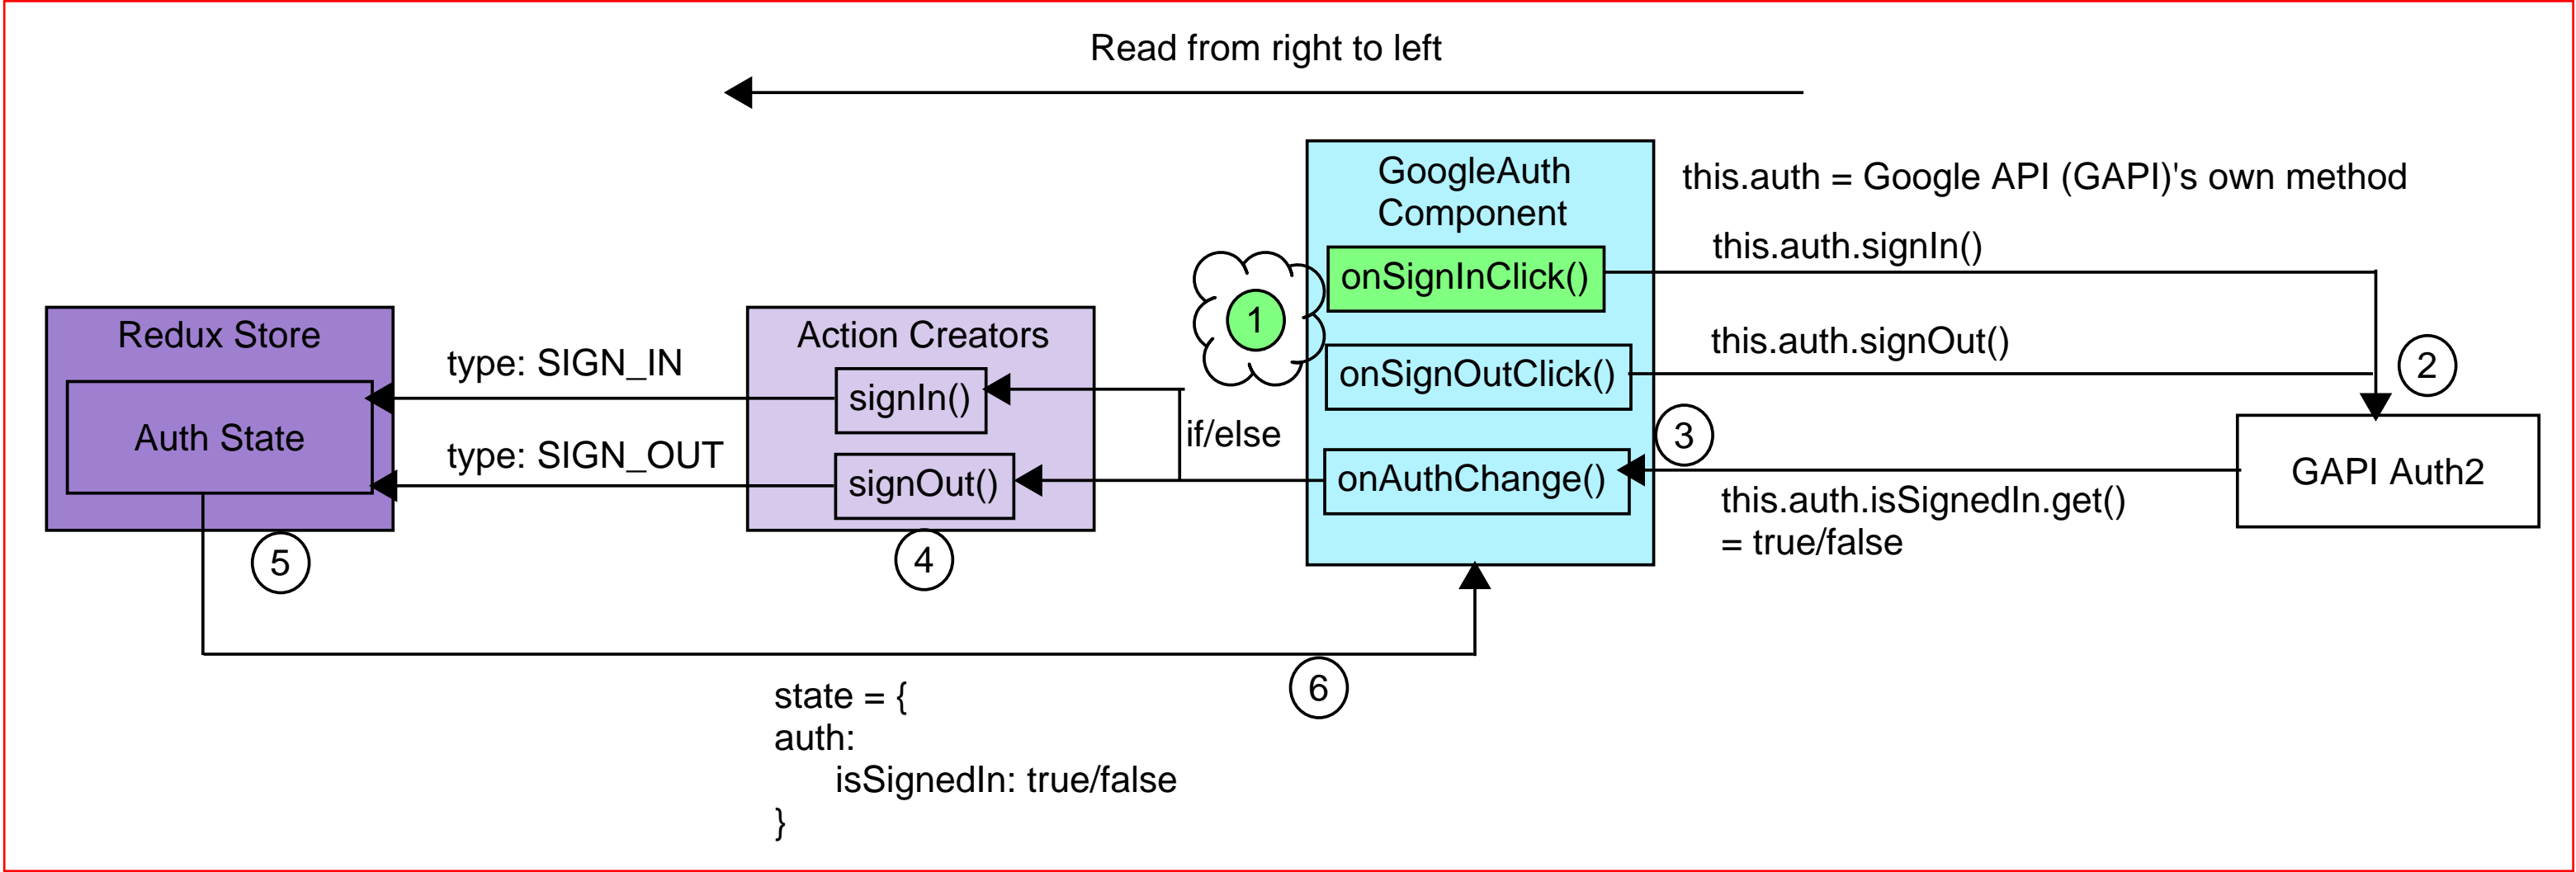 Read from right to left
GoogleAuth
Component
this.auth = Google API (GAPI)'s own method
this.auth.signIn()
onSignInClick()
1
Redux Store
Action Creators
this.auth.signOut()
type: SIGN_IN
onSignOutClick()
2
signIn()
Auth State
if/else
3
type: SIGN_OUT
signOut()
onAuthChange()
GAPI Auth2
this.auth.isSignedIn.get()
= true/false
5
4
6
state = {
auth:
isSignedIn: true/false
}